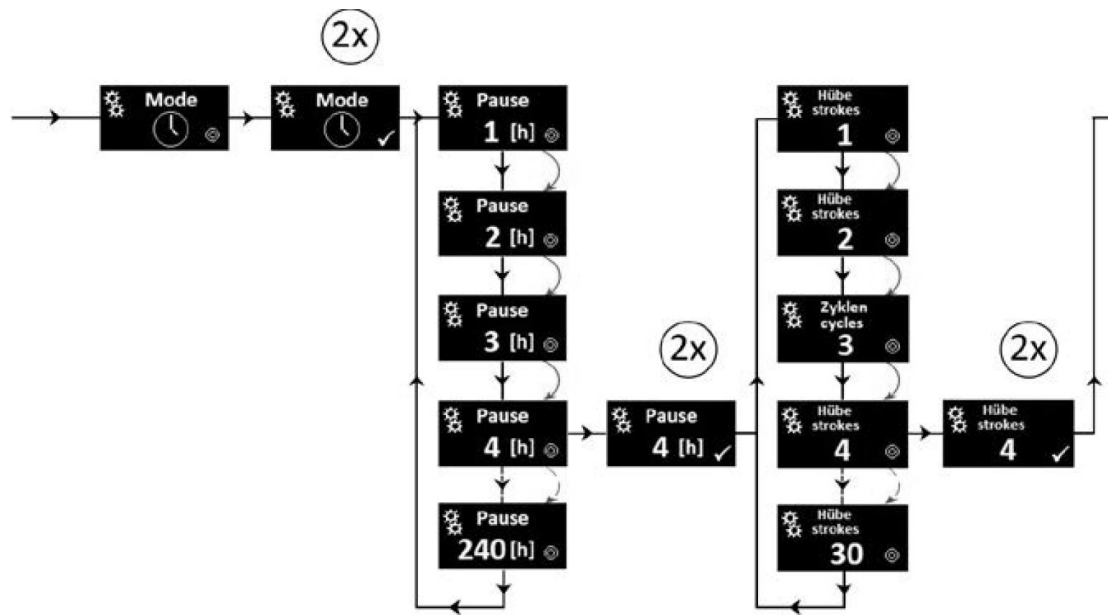 2x
Mode
Mode
Pause
1 [h]
Pause
2 [h]
Pause
3 [h]
Pause
4 [h]
Pause
240 [h]
2x
Pause
4 [h]
Hübe
strokes
1
Hübe
strokes
2
Zyklen
cycles
3
Hübe
strokes
4
Hübe
strokes
30
2x
Hübe
strokes
4